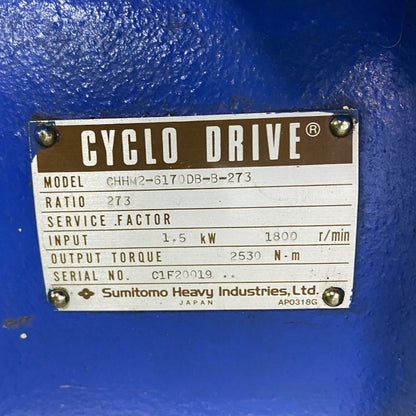 CYCLO DRIVE®
MODEL CHHM2-6170DB-B-273
RATIO 273
SERVICE FACTOR
INPUT 1.5 kW 1800 r/min
OUTPUT TORQUE 2530 N·m
SERIAL NO. C1F20019
Sumitomo Heavy Industries, Ltd.
JAPAN AP0318G